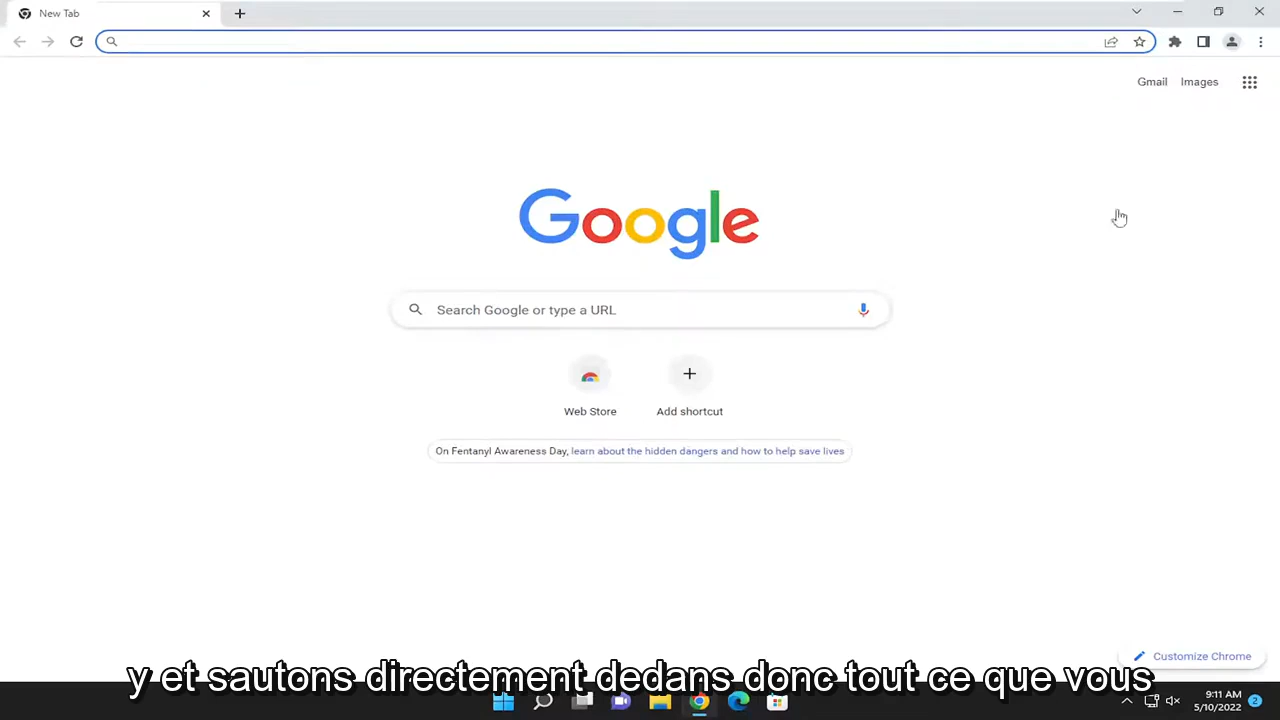 New Tab
Gmail Images
Google
Search Google or type a URL
Web Store Add shortcut
On Fentanyl Awareness Day, learn about the hidden dangers and how to help save lives
Customize Chrome
y et sautons directement dedans donc tout ce que vous
9:11 AM
5/10/2022
2